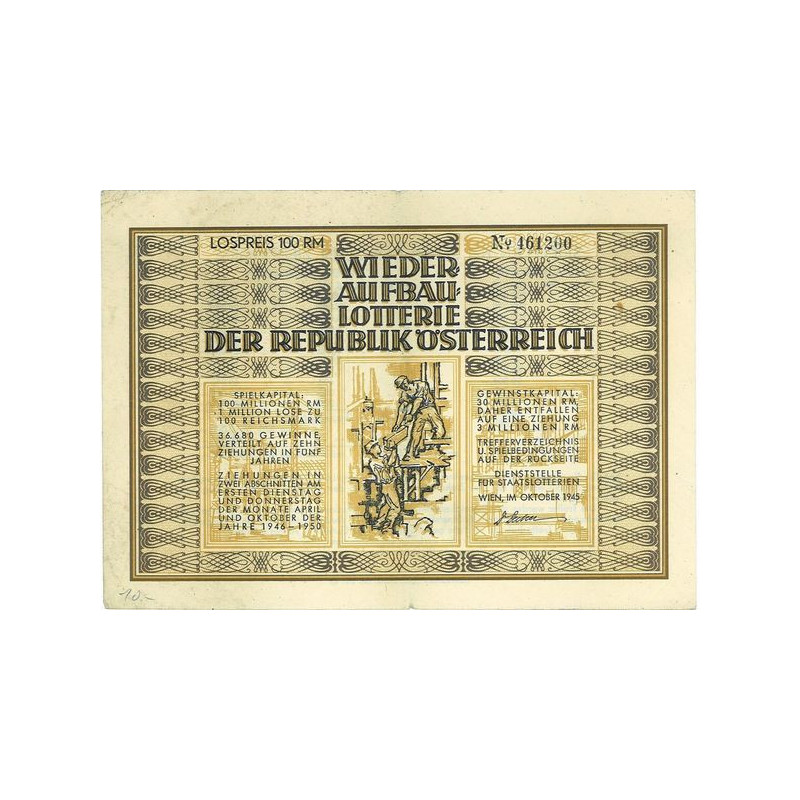 LOSPREIS 100 RM
Nº 461200
WIEDER-
AUFBAU-
LOTTERIE
DER REPUBLIK ÖSTERREICH
SPIELKAPITAL:
100 MILLIONEN RM
1 MILLION LOSE ZU
100 REICHSMARK
36.680 GEWINNE,
VERTEILT AUF ZEHN
ZIEHUNGEN IN FÜNF
JAHREN
ZIEHUNGEN IN
ZWEI ABSCHNITTEN AM
ERSTEN DIENSTAG
UND DONNERSTAG
DER MONATE APRIL
UND OKTOBER DER
JAHRE 1946–1950
GEWINSTKAPITAL:
30 MILLIONEN RM,
DAHER ENTFALLEN
AUF EINE ZIEHUNG
3 MILLIONEN RM
TREFFERVERZEICHNIS
U. SPIELBEDINGUNGEN
AUF DER RÜCKSEITE
DIENSTSTELLE
FÜR STAATSLOTTERIEN
WIEN, IM OKTOBER 1945
10.-